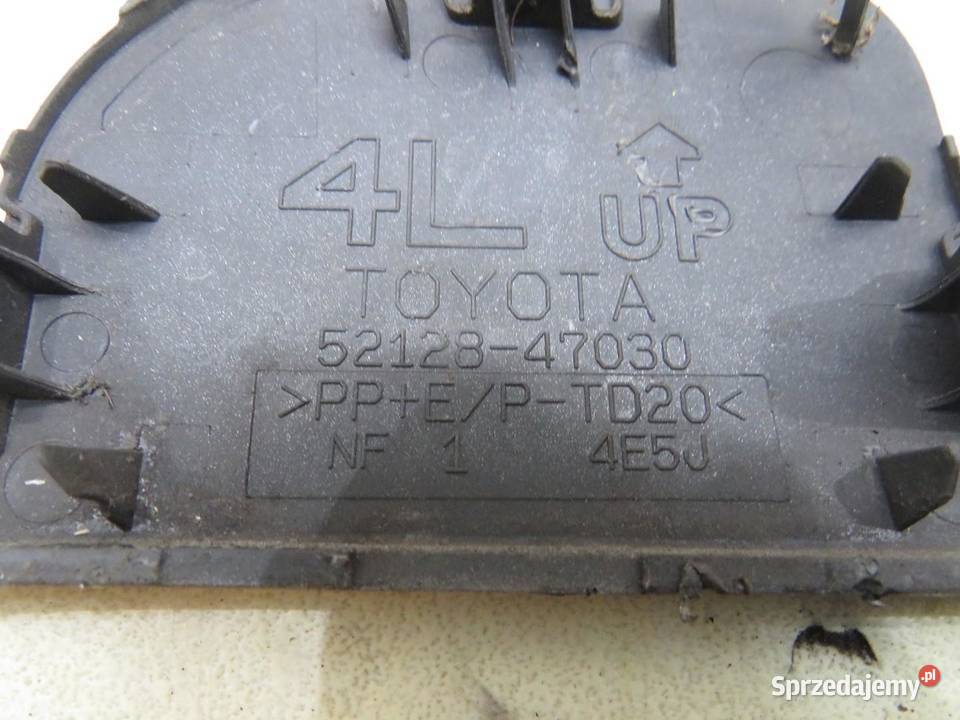 4L UP
TOYOTA
52128-47030
>PP+E/P-TD20<
NF 1 4E5J
Sprzedajemy.pl